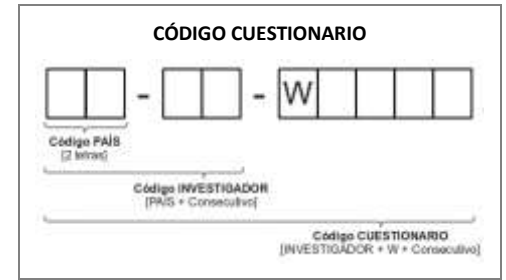 CÓDIGO CUESTIONARIO
- - W
Código PAÍS
[2 letras]
Código INVESTIGADOR
[PAÍS + Consecutivo]
Código CUESTIONARIO
[INVESTIGADOR + W + Consecutivo]